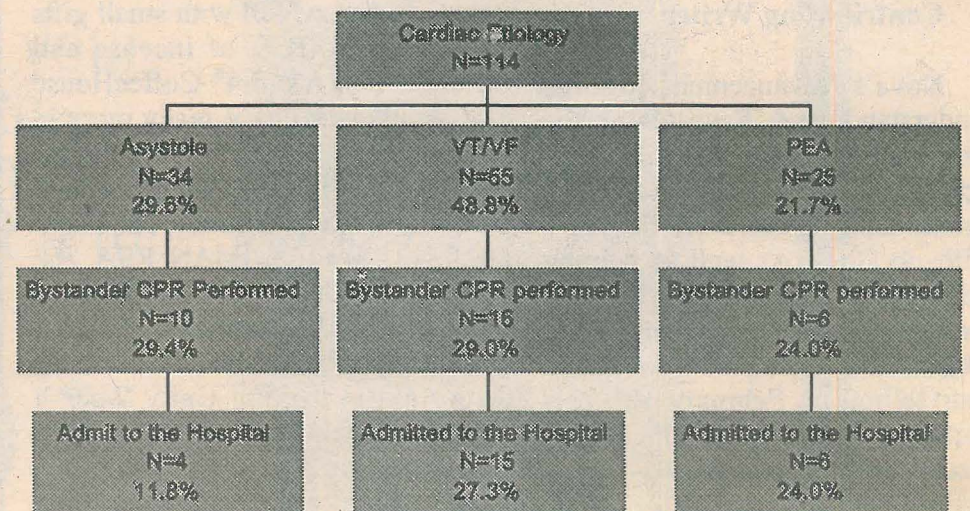 Cardiac Etiology
N=114
Asystole
N=34
29.6%
VT/VF
N=55
48.8%
PEA
N=25
21.7%
Bystander CPR Performed
N=10
29.4%
Bystander CPR performed
N=16
29.0%
Bystander CPR performed
N=6
24.0%
Admit to the Hospital
N=4
11.8%
Admitted to the Hospital
N=15
27.3%
Admitted to the Hospital
N=6
24.0%